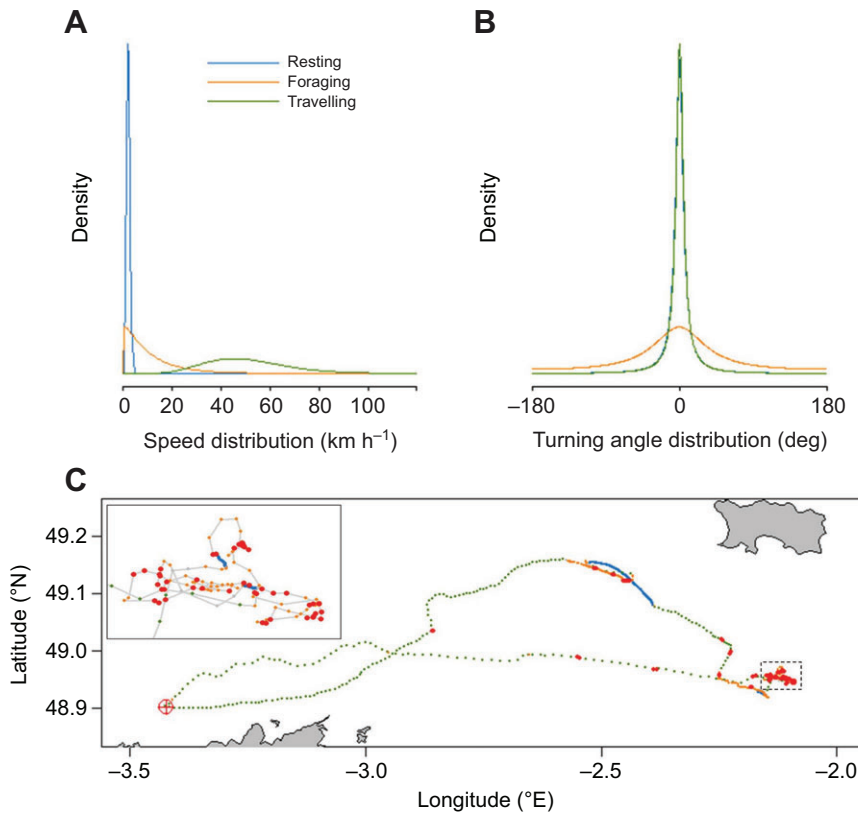 A
B
Resting
Foraging
Travelling
Density
Density
0 20 40 60 80 100
–180 0 180
Speed distribution (km h–1)
Turning angle distribution (deg)
C
49.2
49.1
49.0
48.9
Latitude (°N)
–3.5 –3.0 –2.5 –2.0
Longitude (°E)